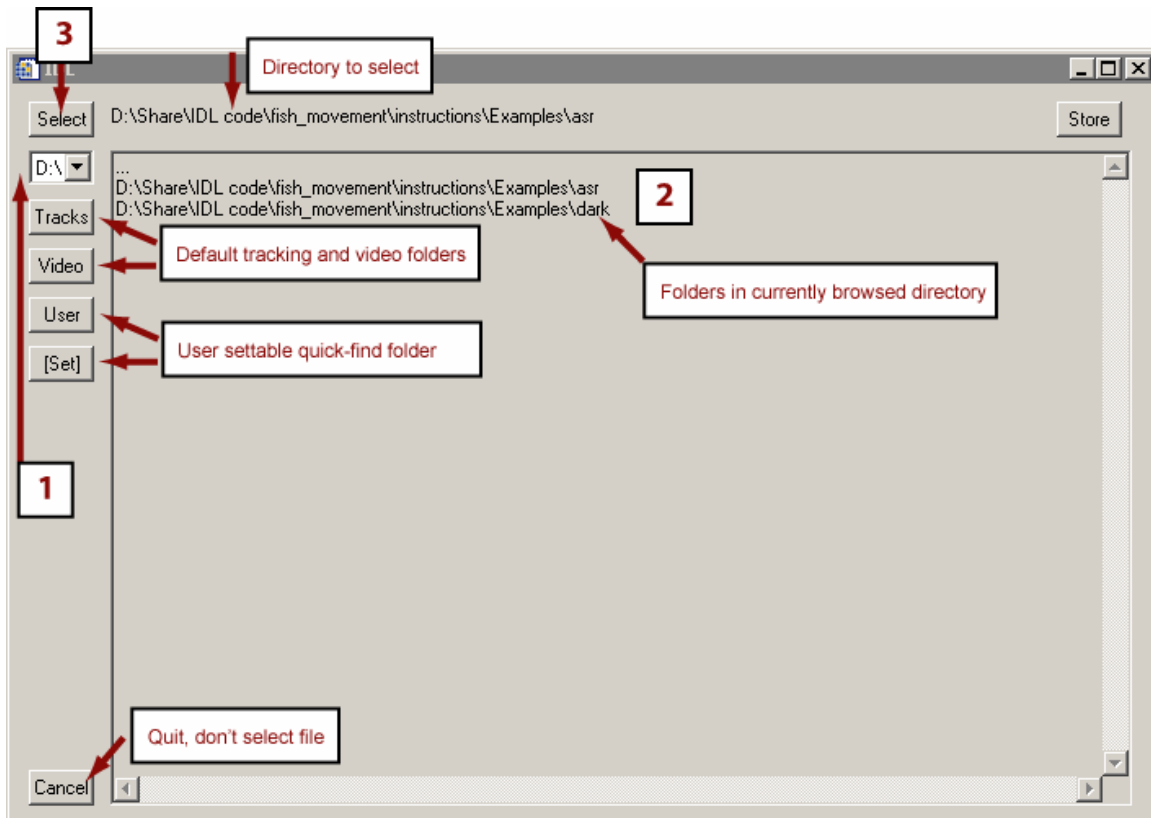 3
Directory to select
IDL
Select
D:\Share\IDL code\fish_movement\instructions\Examples\asr
Store
D:\
...
D:\Share\IDL code\fish_movement\instructions\Examples\asr
D:\Share\IDL code\fish_movement\instructions\Examples\dark
2
Tracks
Default tracking and video folders
Video
Folders in currently browsed directory
User
User settable quick-find folder
[Set]
1
Quit, don't select file
Cancel